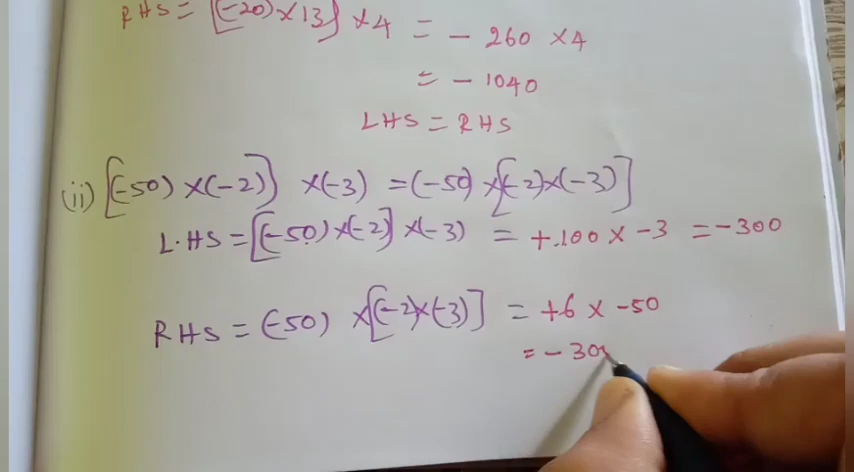 RHS = [(-20) × 13] × 4 = - 260 × 4
= - 1040
LHS = RHS
(ii) [(-50) × (-2)] × (-3) = (-50) × [(-2) × (-3)]
L.HS = [(-50) × (-2)] × (-3) = + 100 × -3 = -300
RHS = (-50) × [(-2) × (-3)] = +6 × -50
= - 300